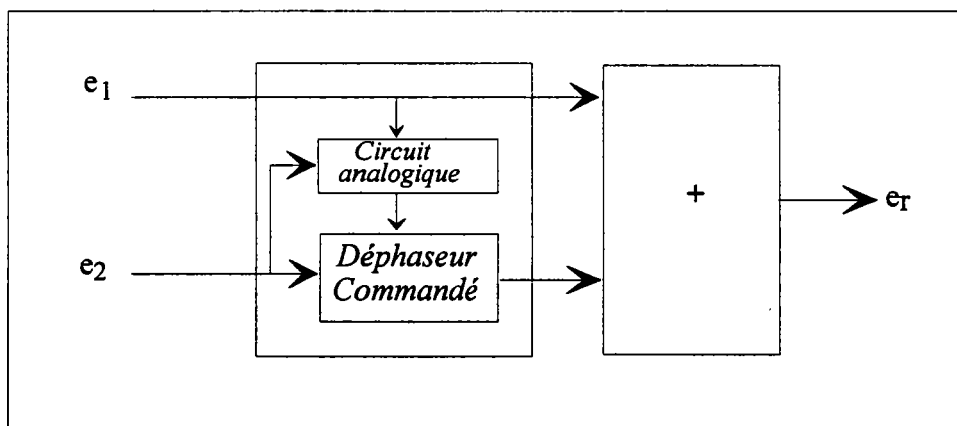 e1
Circuit
analogique
+
er
e2
Déphaseur
Commandé